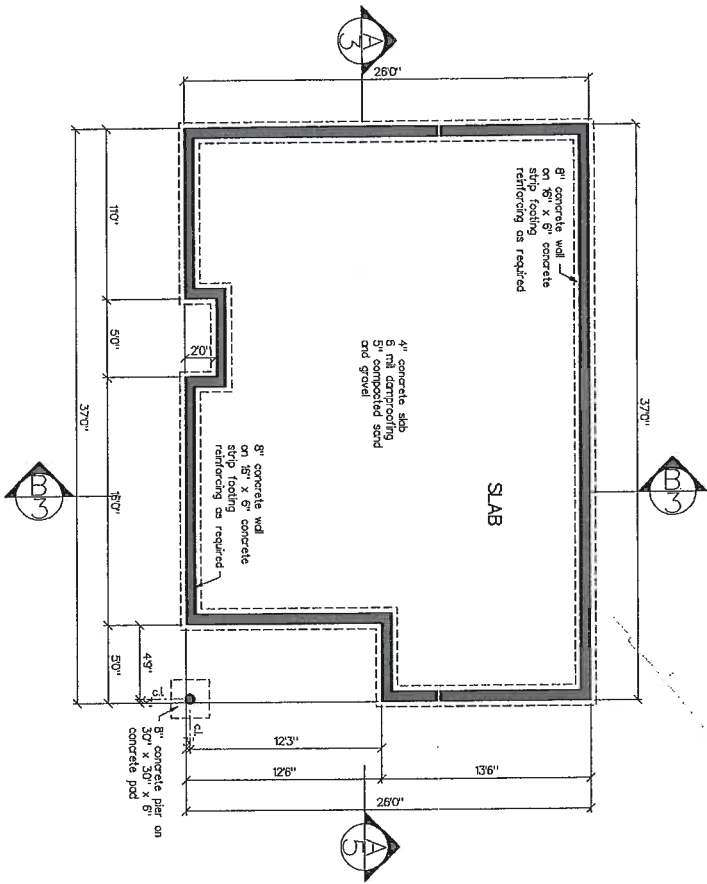 A
3
26'0"
37'0"
B
3
8" concrete wall
on 16" x 6" concrete
strip footing
reinforcing as required
11'0"
5'0"
2'0"
4" concrete slab
6 mil damproofing
5" compacted sand
and gravel
SLAB
37'0"
B
3
16'0"
8" concrete wall
on 16" x 6" concrete
strip footing
reinforcing as required
5'0"
4'9"
c.l.
c.l.
8" concrete pier on
30" x 30" x 6"
concrete pad
12'3"
12'6"
13'6"
26'0"
A
5